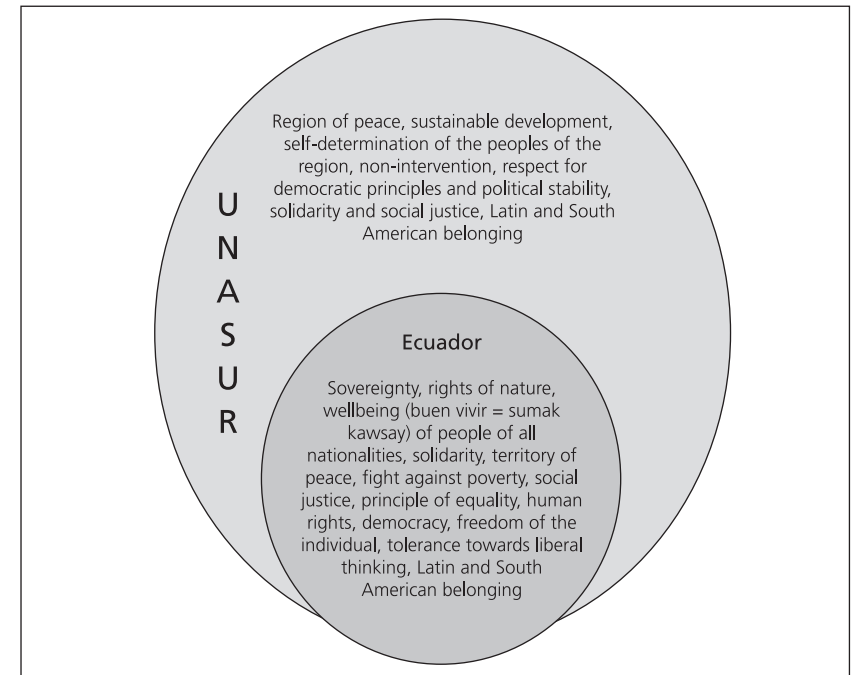 Region of peace, sustainable development,
self-determination of the peoples of the
region, non-intervention, respect for
democratic principles and political stability,
solidarity and social justice, Latin and South
American belonging
U
N
A
S
U
R
Ecuador
Sovereignty, rights of nature,
wellbeing (buen vivir = sumak
kawsay) of people of all
nationalities, solidarity, territory of
peace, fight against poverty, social
justice, principle of equality, human
rights, democracy, freedom of the
individual, tolerance towards liberal
thinking, Latin and South
American belonging